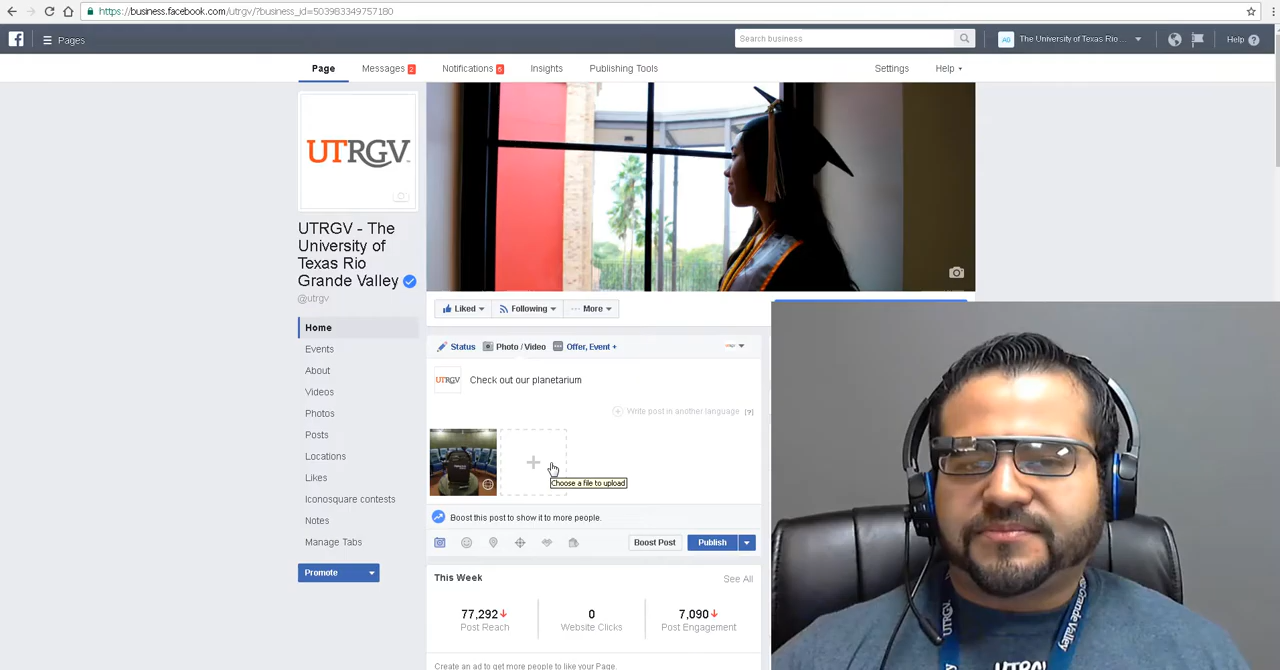 https://business.facebook.com/utrgv/?business_id=503983349757180
Pages
Search business
The University of Texas Rio ...
Help
Page
Messages 2
Notifications 6
Insights
Publishing Tools
Settings
Help
UTRGV
UTRGV - The
University of
Texas Rio
Grande Valley
@utrgv
Liked
Following
More
Home
Events
About
Videos
Photos
Posts
Locations
Likes
Iconosquare contests
Notes
Manage Tabs
Promote
Status
Photo / Video
Offer, Event +
UTRGV
Check out our planetarium
Write post in another language [?]
Choose a file to upload
Boost this post to show it to more people.
Boost Post
Publish
This Week
See All
77,292
0
7,090
Post Reach
Website Clicks
Post Engagement
Create an ad to get more people to like your Page.
UTRGV
Grande Valley